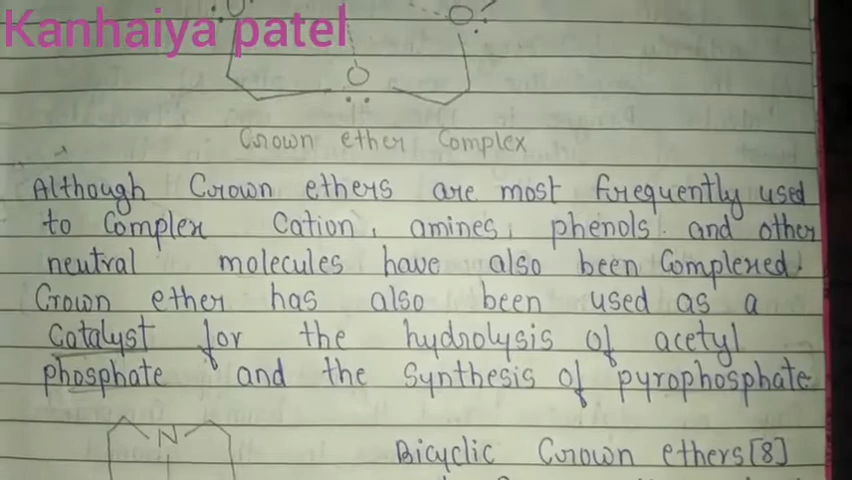 Kanhaiya patel
:O:
O:
O
Crown ether Complex
Although Crown ethers are most frequently used
to Complex Cation, amines, phenols and other
neutral molecules have also been Complexed.
Crown ether has also been used as a
Catalyst for the hydrolysis of acetyl
phosphate and the Synthesis of pyrophosphate
N
Bicyclic Crown ethers [8]